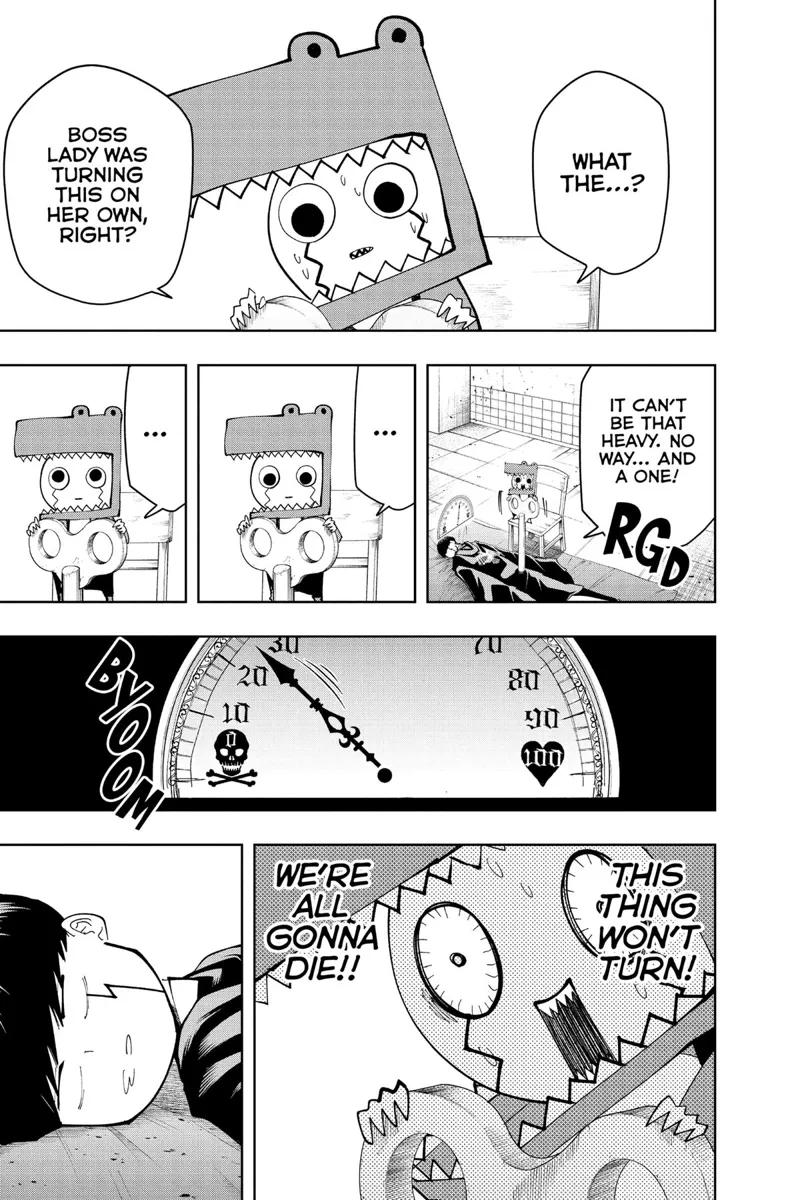 WHAT
THE...?
BOSS
LADY WAS
TURNING
THIS ON
HER OWN,
RIGHT?
IT CAN'T
BE THAT
HEAVY. NO
WAY... AND
A ONE!
RGD
...
...
BYOOM
0
10
20
30
70
80
90
100
THIS
THING
WON'T
TURN!
WE'RE
ALL
GONNA
DIE!!